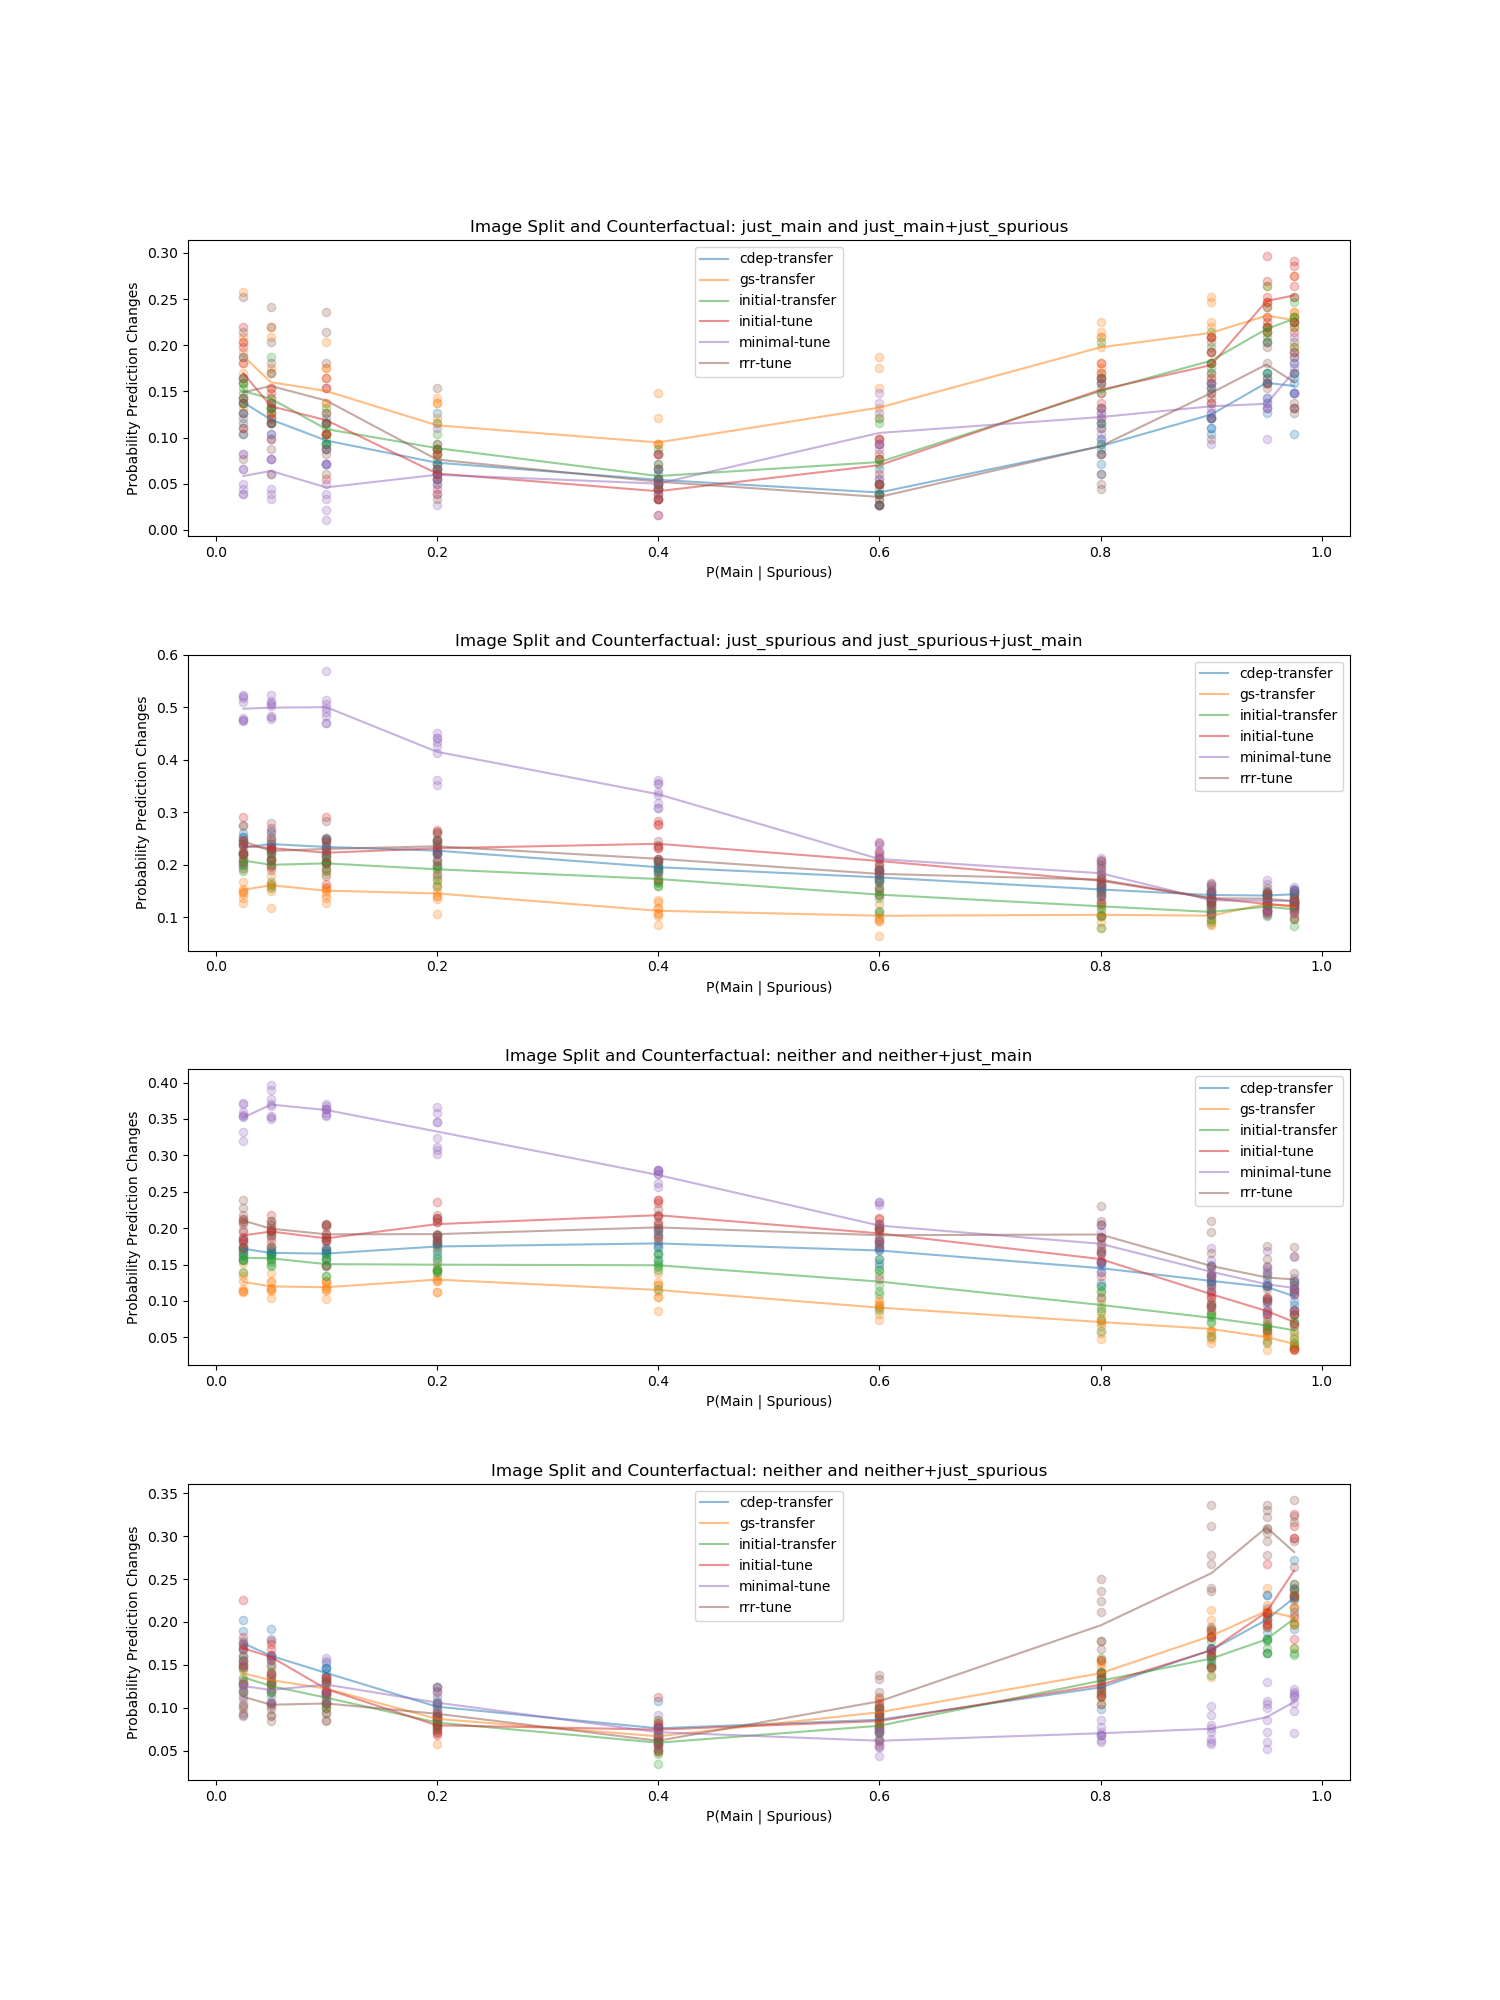 Image Split and Counterfactual: just_main and just_main+just_spurious
Probability Prediction Changes
0.30
0.25
0.20
0.15
0.10
0.05
0.00
cdep-transfer
gs-transfer
initial-transfer
initial-tune
minimal-tune
rrr-tune
0.0 0.2 0.4 0.6 0.8 1.0
P(Main | Spurious)
Image Split and Counterfactual: just_spurious and just_spurious+just_main
Probability Prediction Changes
0.6
0.5
0.4
0.3
0.2
0.1
cdep-transfer
gs-transfer
initial-transfer
initial-tune
minimal-tune
rrr-tune
0.0 0.2 0.4 0.6 0.8 1.0
P(Main | Spurious)
Image Split and Counterfactual: neither and neither+just_main
Probability Prediction Changes
0.40
0.35
0.30
0.25
0.20
0.15
0.10
0.05
cdep-transfer
gs-transfer
initial-transfer
initial-tune
minimal-tune
rrr-tune
0.0 0.2 0.4 0.6 0.8 1.0
P(Main | Spurious)
Image Split and Counterfactual: neither and neither+just_spurious
Probability Prediction Changes
0.35
0.30
0.25
0.20
0.15
0.10
0.05
cdep-transfer
gs-transfer
initial-transfer
initial-tune
minimal-tune
rrr-tune
0.0 0.2 0.4 0.6 0.8 1.0
P(Main | Spurious)